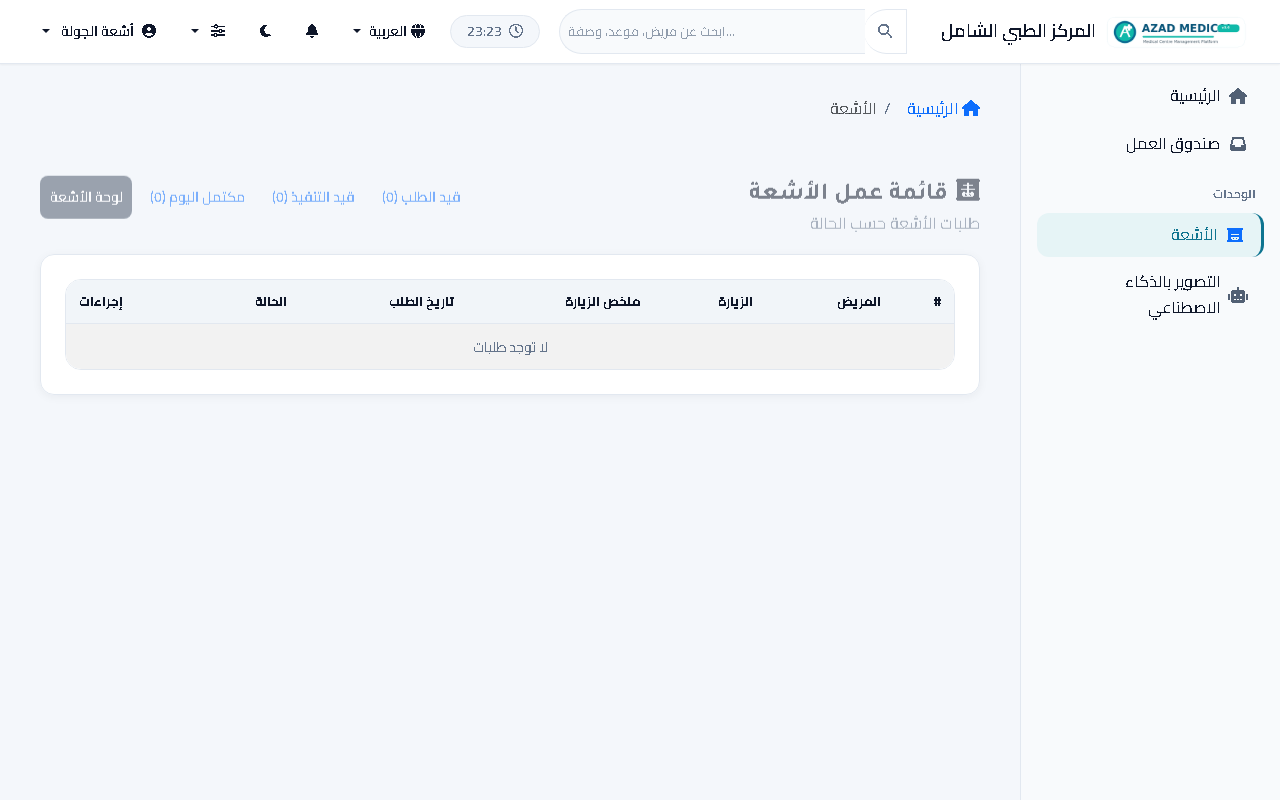 AZAD MEDIC
Medical Centre Management Platform
المركز الطبي الشامل
ابحث عن مريض، موعد، وصفة...
23:23
العربية
أشعة الجولة
الرئيسية
صندوق العمل
الوحدات
الأشعة
التصوير بالذكاء
الاصطناعي
الرئيسية / الأشعة
قائمة عمل الأشعة
طلبات الأشعة حسب الحالة
قيد الطلب (0)
قيد التنفيذ (0)
مكتمل اليوم (0)
لوحة الأشعة
# المريض الزيارة ملخص الزيارة تاريخ الطلب الحالة إجراءات
لا توجد طلبات